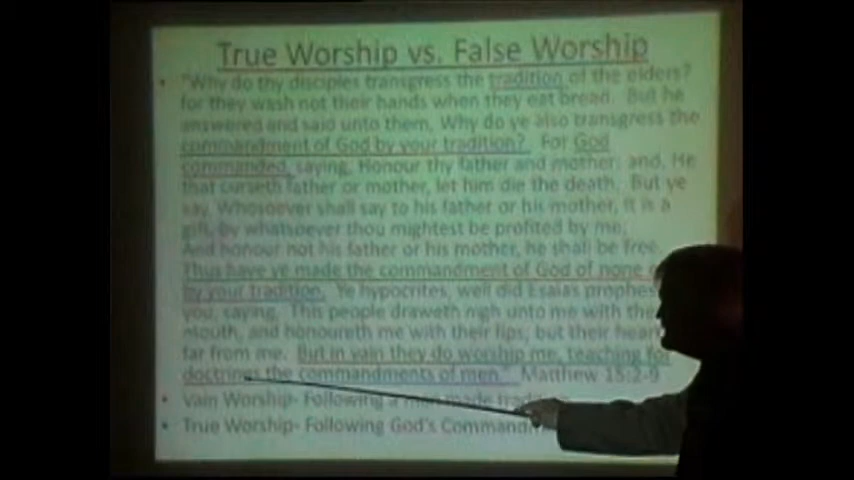 True Worship vs. False Worship
• "Why do thy disciples transgress the tradition of the elders?
for they wash not their hands when they eat bread. But he
answered and said unto them, Why do ye also transgress the
commandment of God by your tradition? For God
commanded, saying, Honour thy father and mother: and, He
that curseth father or mother, let him die the death. But ye
say, Whosoever shall say to his father or his mother, It is a
gift, by whatsoever thou mightest be profited by me;
And honour not his father or his mother, he shall be free.
Thus have ye made the commandment of God of none
by your tradition. Ye hypocrites, well did Esaias prophes
you, saying, This people draweth nigh unto me with the
mouth, and honoureth me with their lips; but their hear
far from me. But in vain they do worship me, teaching for
doctrines the commandments of men." Matthew 15:2-9
• Vain Worship- Following a man made tradition
• True Worship- Following God's Commandm